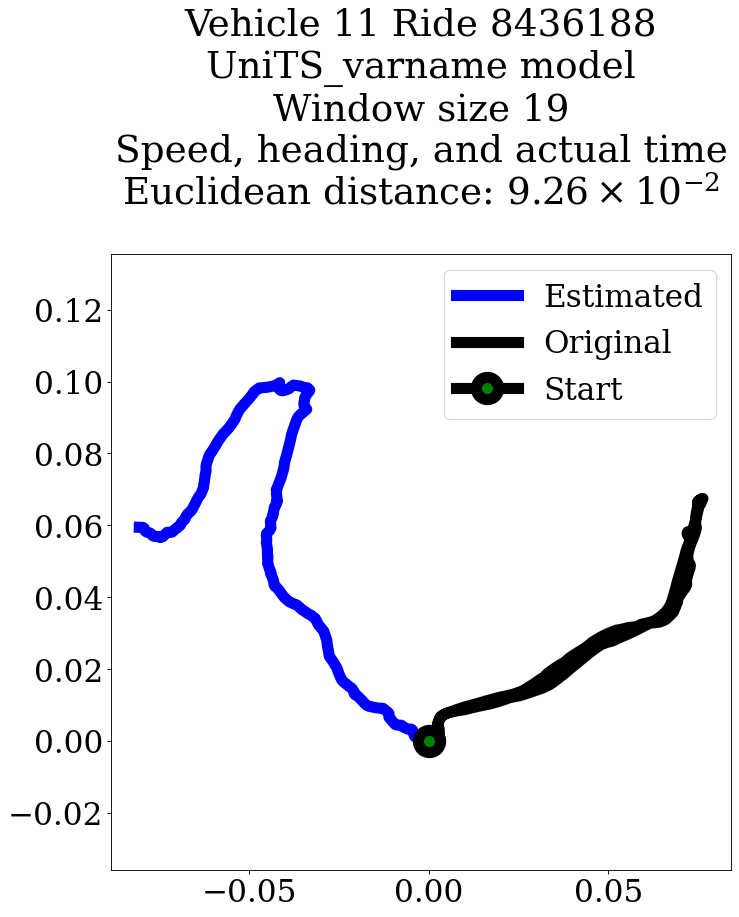 Vehicle 11 Ride 8436188
UniTS_varname model
Window size 19
Speed, heading, and actual time
Euclidean distance: 9.26 × 10⁻²
Estimated
Original
Start
0.12
0.10
0.08
0.06
0.04
0.02
0.00
−0.02
−0.05 0.00 0.05